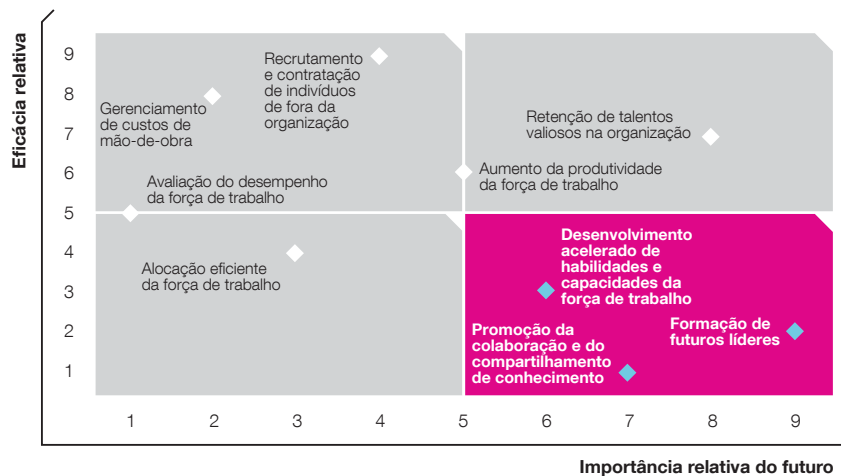 Eficácia relativa
9
8
7
6
5
4
3
2
1
Recrutamento
e contratação
de indivíduos
de fora da
organização
Gerenciamento
de custos de
mão-de-obra
Retenção de talentos
valiosos na organização
Avaliação do desempenho
da força de trabalho
Aumento da produtividade
da força de trabalho
Alocação eficiente
da força de trabalho
Desenvolvimento
acelerado de
habilidades e
capacidades da
força de trabalho
Promoção da
colaboração e do
compartilhamento
de conhecimento
Formação de
futuros líderes
1 2 3 4 5 6 7 8 9
Importância relativa do futuro